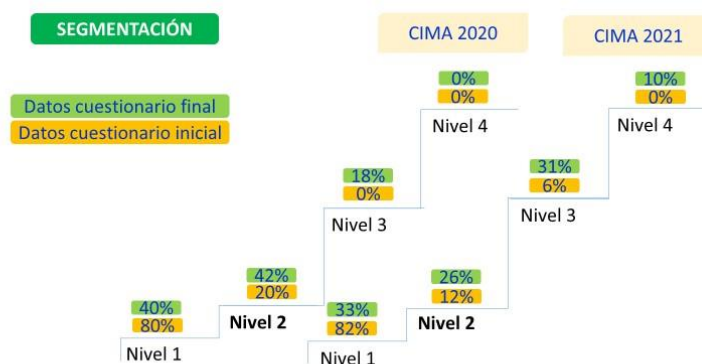 SEGMENTACIÓN
CIMA 2020
CIMA 2021
Datos cuestionario final
Datos cuestionario inicial
0%
0%
Nivel 4
10%
0%
Nivel 4
18%
0%
Nivel 3
31%
6%
Nivel 3
42%
20%
Nivel 2
26%
12%
Nivel 2
40%
80%
Nivel 1
33%
82%
Nivel 1